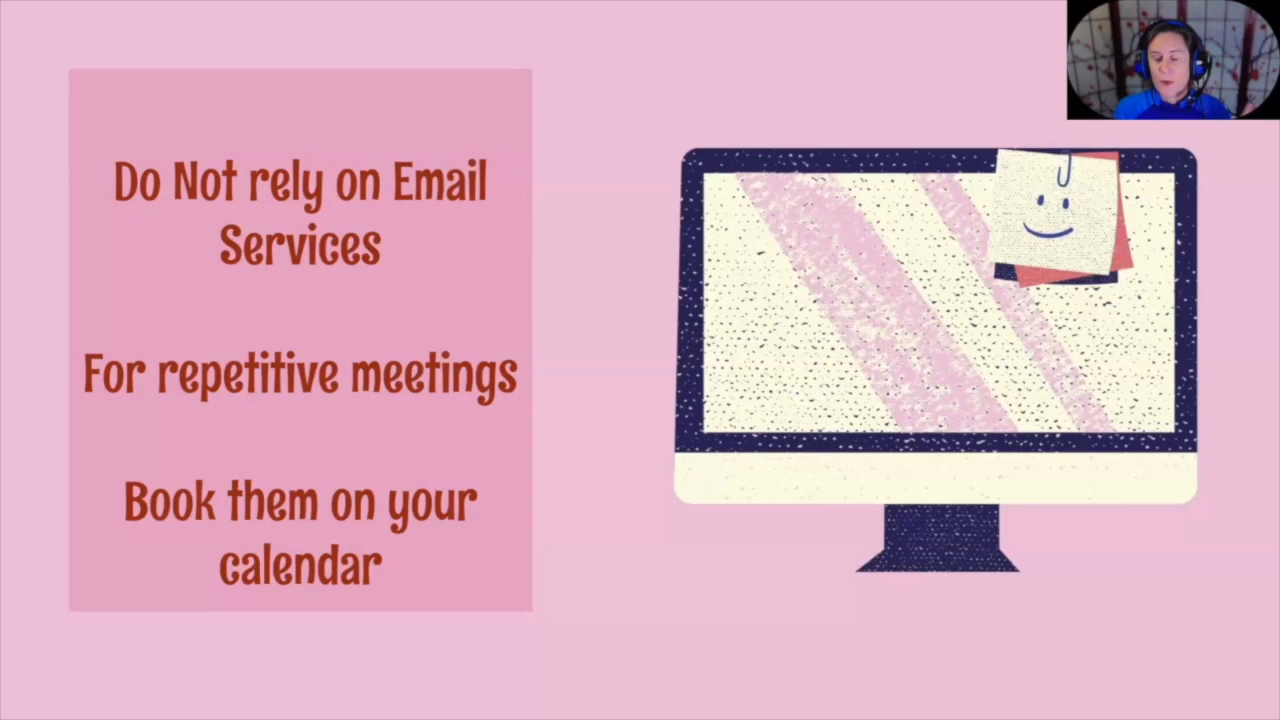 Do Not rely on Email
Services
For repetitive meetings
Book them on your
calendar